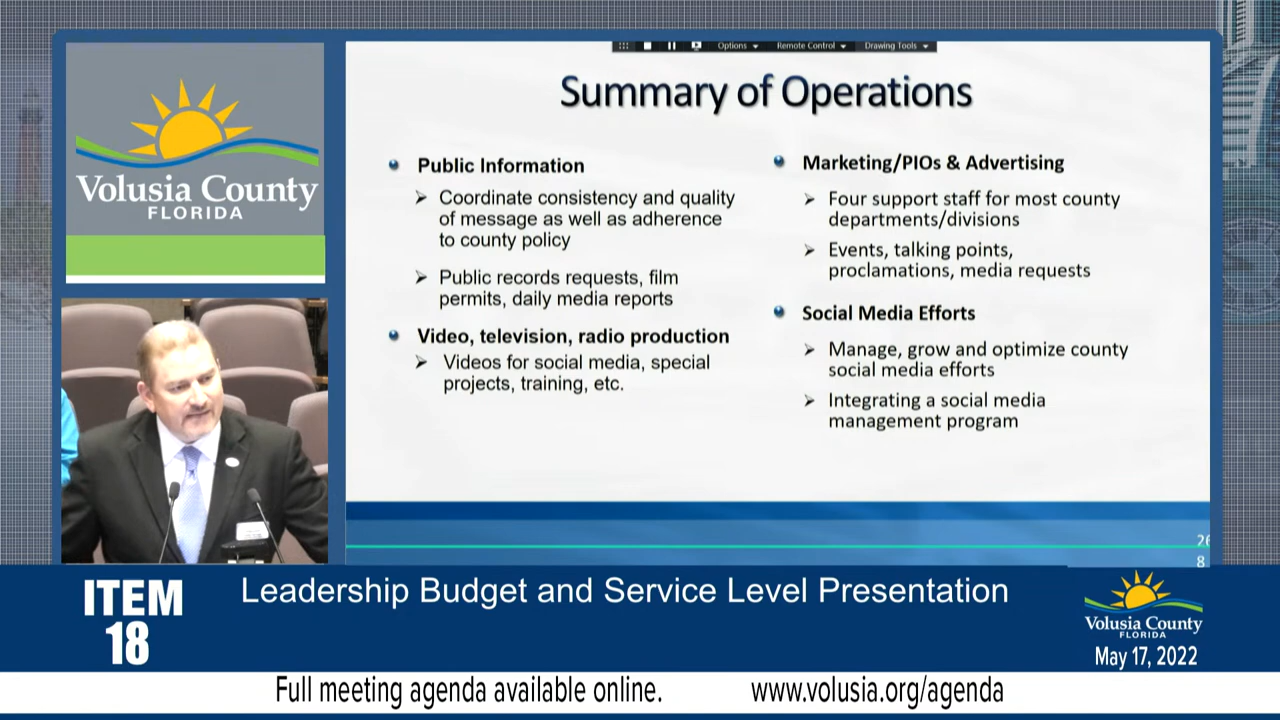 Options
Remote Control
Drawing Tools
Volusia County
FLORIDA
Summary of Operations
Public Information
Coordinate consistency and quality
of message as well as adherence
to county policy
Public records requests, film
permits, daily media reports
Video, television, radio production
Videos for social media, special
projects, training, etc.
Marketing/PIOs & Advertising
Four support staff for most county
departments/divisions
Events, talking points,
proclamations, media requests
Social Media Efforts
Manage, grow and optimize county
social media efforts
Integrating a social media
management program
26
8
ITEM
18
Leadership Budget and Service Level Presentation
Volusia County
FLORIDA
May 17, 2022
Full meeting agenda available online.
www.volusia.org/agenda